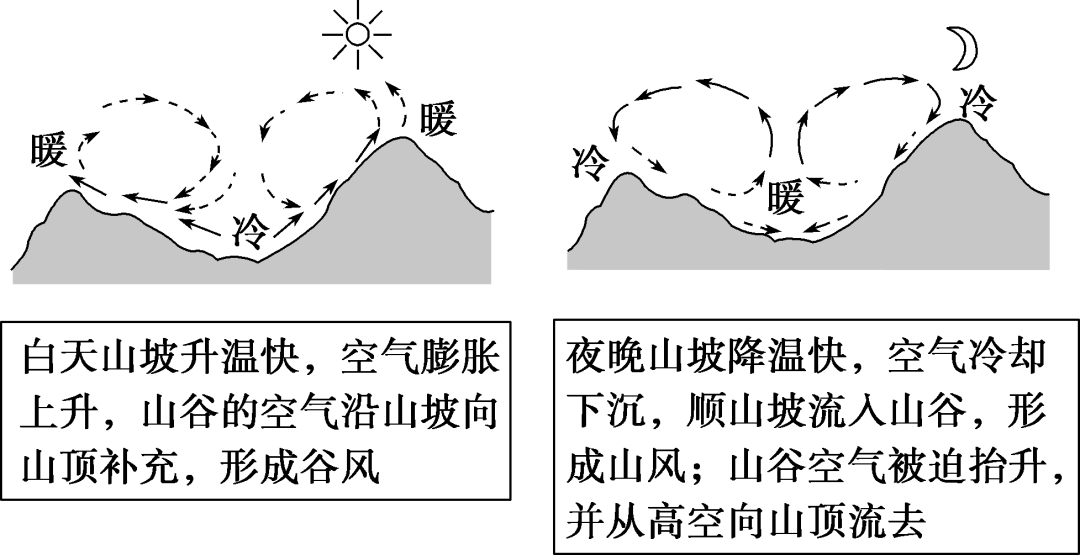 暖
暖
冷
冷
冷
暖
白天山坡升温快，空气膨胀
上升，山谷的空气沿山坡向
山顶补充，形成谷风
夜晚山坡降温快，空气冷却
下沉，顺山坡流入山谷，形
成山风；山谷空气被迫抬升，
并从高空向山顶流去